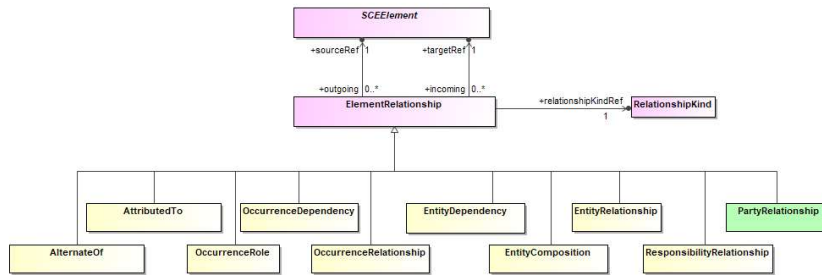 SCEElement
+sourceRef 1
+targetRef 1
+outgoing 0..*
+incoming 0..*
ElementRelationship
+relationshipKindRef
1
RelationshipKind
AttributedTo
OccurrenceDependency
EntityDependency
EntityRelationship
PartyRelationship
AlternateOf
OccurrenceRole
OccurrenceRelationship
EntityComposition
ResponsibilityRelationship